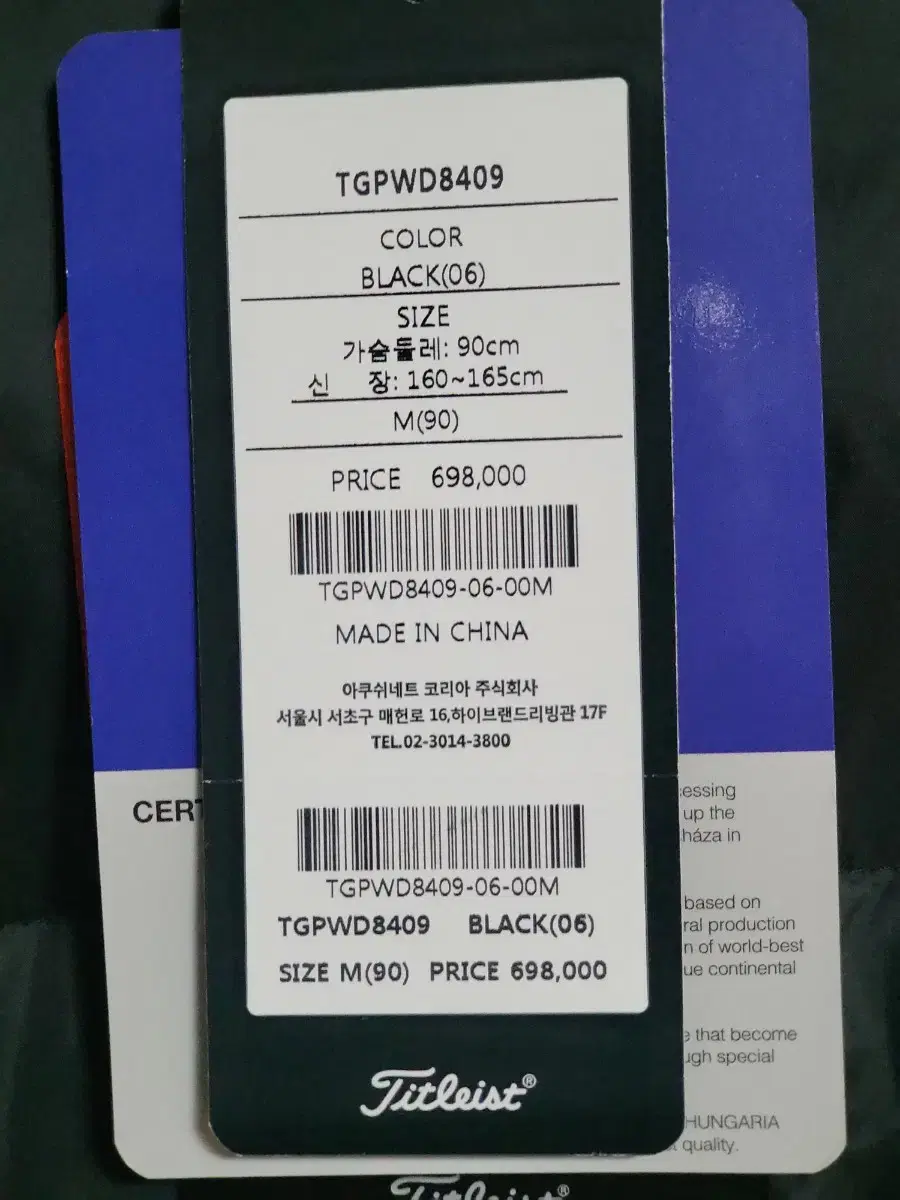 TGPWD8409
COLOR
BLACK(06)
SIZE
가슴둘레: 90cm
신 장: 160~165cm
M(90)
PRICE 698,000
TGPWD8409-06-00M
MADE IN CHINA
아쿠쉬네트 코리아 주식회사
서울시 서초구 매헌로 16,하이브랜드리빙관 17F
TEL.02-3014-3800
TGPWD8409-06-00M
TGPWD8409 BLACK(06)
SIZE M(90) PRICE 698,000
Titleist®
CERT
essing
up the
háza in
based on
ral production
n of world-best
ue continental
e that become
ugh special
HUNGARIA
quality.
Titleist®